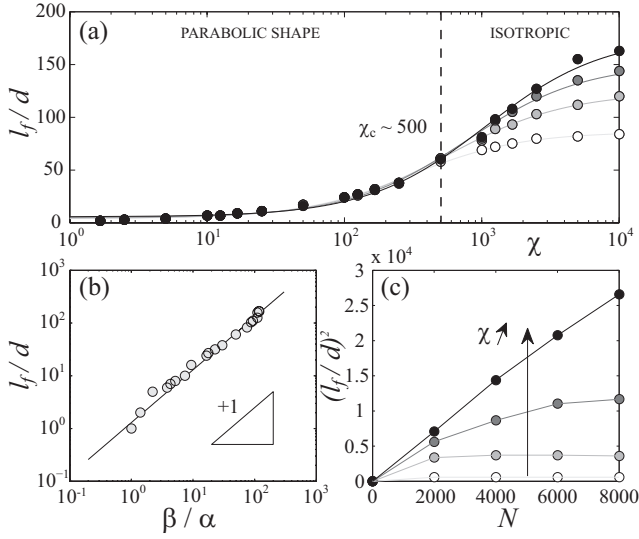 (a)
PARABOLIC SHAPE
ISOTROPIC
χc ~ 500
l_f / d
200
150
100
50
0
10^0
10^1
10^2
10^3
10^4
χ
(b)
l_f / d
10^3
10^2
10^1
10^0
10^-1
+1
10^0
10^1
10^2
10^3
β / α
x 10^4
(c)
(l_f / d)^2
3
2.5
2
1.5
1
0.5
0
χ
0
2000
4000
6000
8000
N